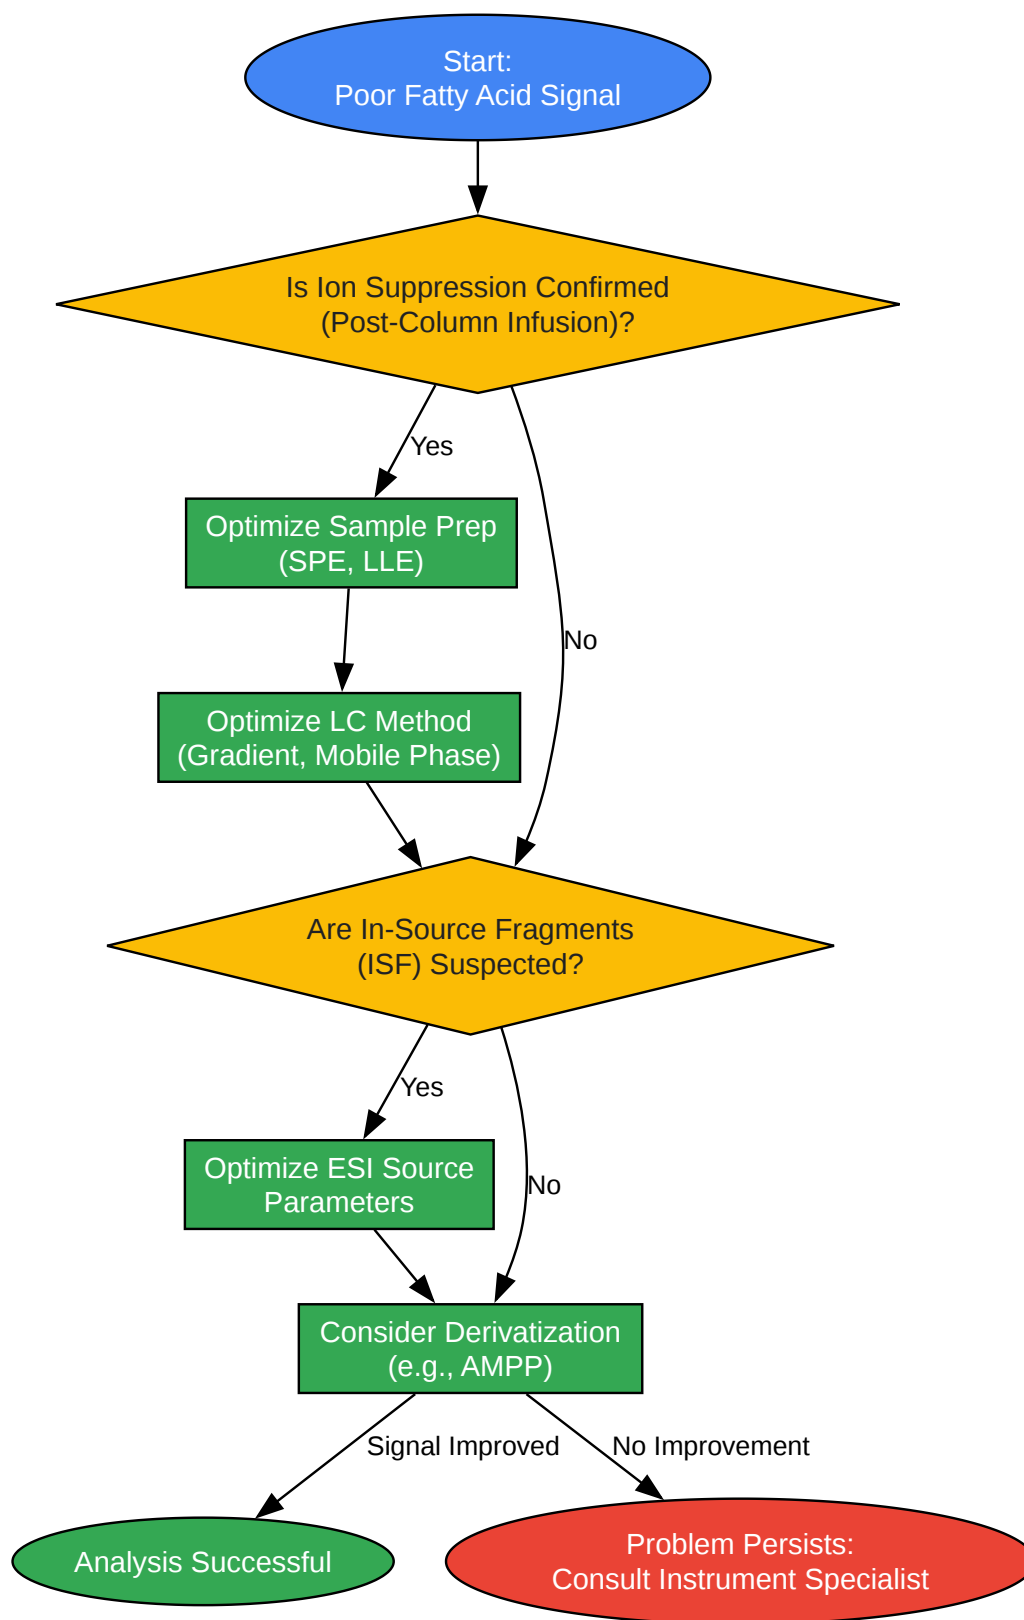 Start:
Poor Fatty Acid Signal
Is Ion Suppression Confirmed
(Post-Column Infusion)?
Yes
Optimize Sample Prep
(SPE, LLE)
No
Optimize LC Method
(Gradient, Mobile Phase)
Are In-Source Fragments
(ISF) Suspected?
Yes
Optimize ESI Source
Parameters
No
Consider Derivatization
(e.g., AMPP)
Signal Improved
No Improvement
Analysis Successful
Problem Persists:
Consult Instrument Specialist